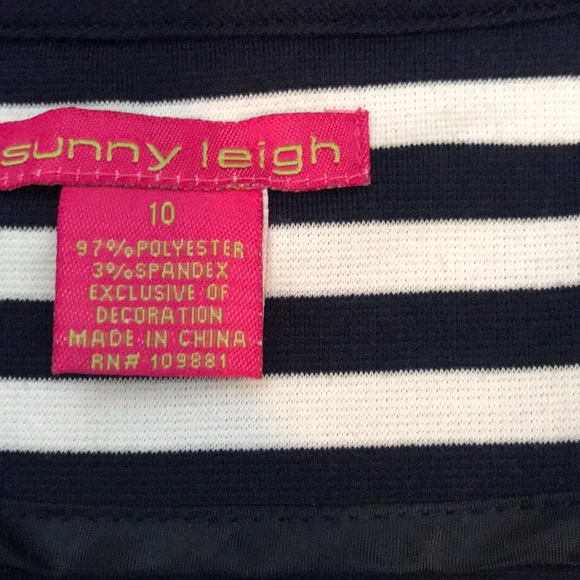 sunny leigh
10
97%POLYESTER
3%SPANDEX
EXCLUSIVE OF
DECORATION
MADE IN CHINA
RN# 109881